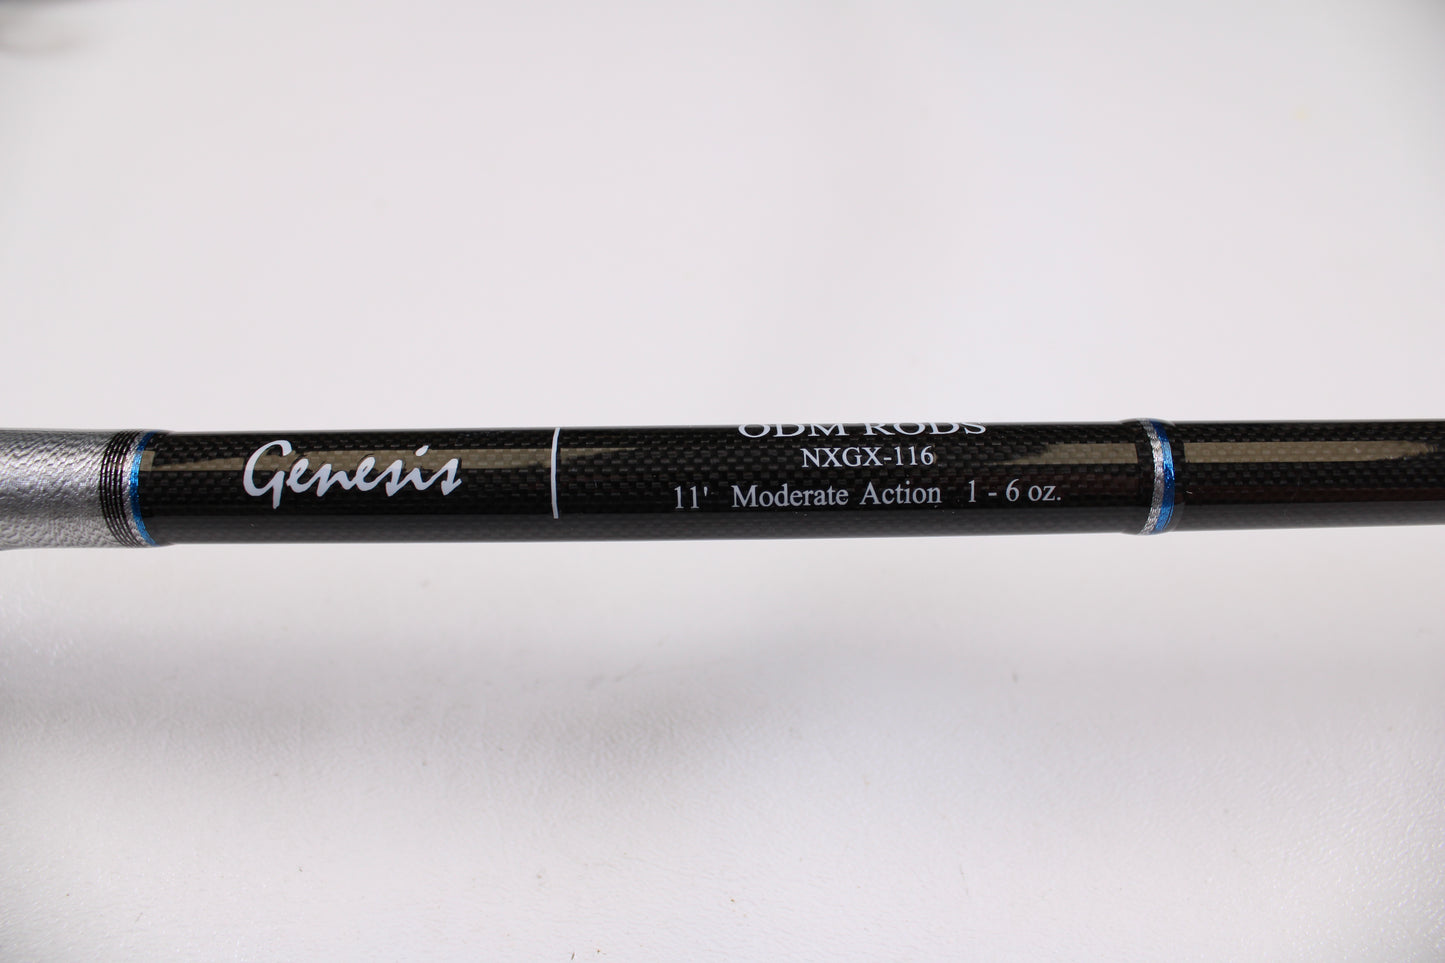 Genesis
ODM RODS
NXGX-116
11' Moderate Action 1 - 6 oz.